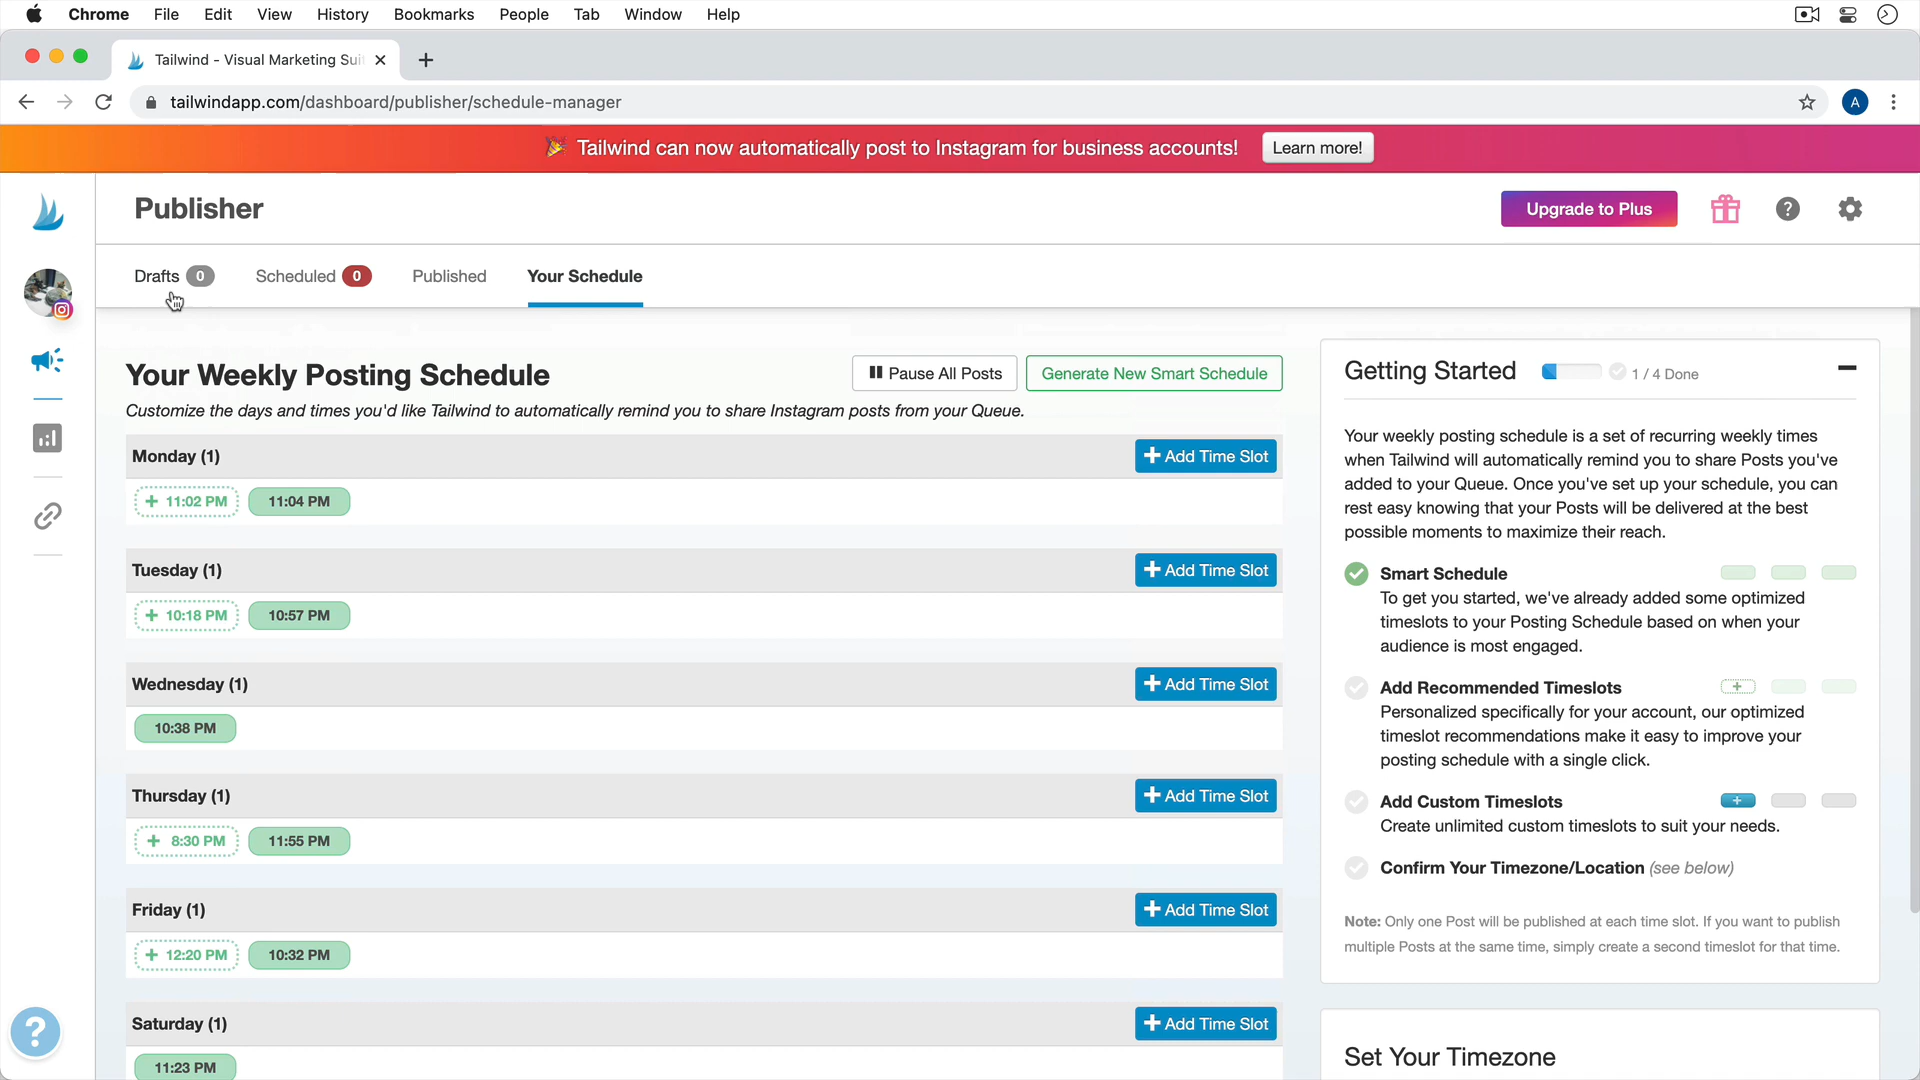 Chrome File Edit View History Bookmarks People Tab Window Help
Tailwind - Visual Marketing Sui
tailwindapp.com/dashboard/publisher/schedule-manager
A
Tailwind can now automatically post to Instagram for business accounts! Learn more!
Publisher
Upgrade to Plus
?
Drafts 0 Scheduled 0 Published Your Schedule
Your Weekly Posting Schedule
Pause All Posts
Generate New Smart Schedule
Customize the days and times you'd like Tailwind to automatically remind you to share Instagram posts from your Queue.
Monday (1)
+ Add Time Slot
+ 11:02 PM 11:04 PM
Tuesday (1)
+ Add Time Slot
+ 10:18 PM 10:57 PM
Wednesday (1)
+ Add Time Slot
10:38 PM
Thursday (1)
+ Add Time Slot
+ 8:30 PM 11:55 PM
Friday (1)
+ Add Time Slot
+ 12:20 PM 10:32 PM
Saturday (1)
+ Add Time Slot
11:23 PM
?
Getting Started 1 / 4 Done
Your weekly posting schedule is a set of recurring weekly times
when Tailwind will automatically remind you to share Posts you've
added to your Queue. Once you've set up your schedule, you can
rest easy knowing that your Posts will be delivered at the best
possible moments to maximize their reach.
Smart Schedule
To get you started, we've already added some optimized
timeslots to your Posting Schedule based on when your
audience is most engaged.
Add Recommended Timeslots
+
Personalized specifically for your account, our optimized
timeslot recommendations make it easy to improve your
posting schedule with a single click.
Add Custom Timeslots
+
Create unlimited custom timeslots to suit your needs.
Confirm Your Timezone/Location (see below)
Note: Only one Post will be published at each time slot. If you want to publish
multiple Posts at the same time, simply create a second timeslot for that time.
Set Your Timezone